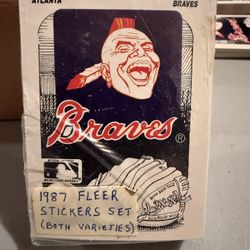 ATLANTA BRAVES
Braves®
1987 FLEER
STICKERS SET
(BOTH VARIETIES)